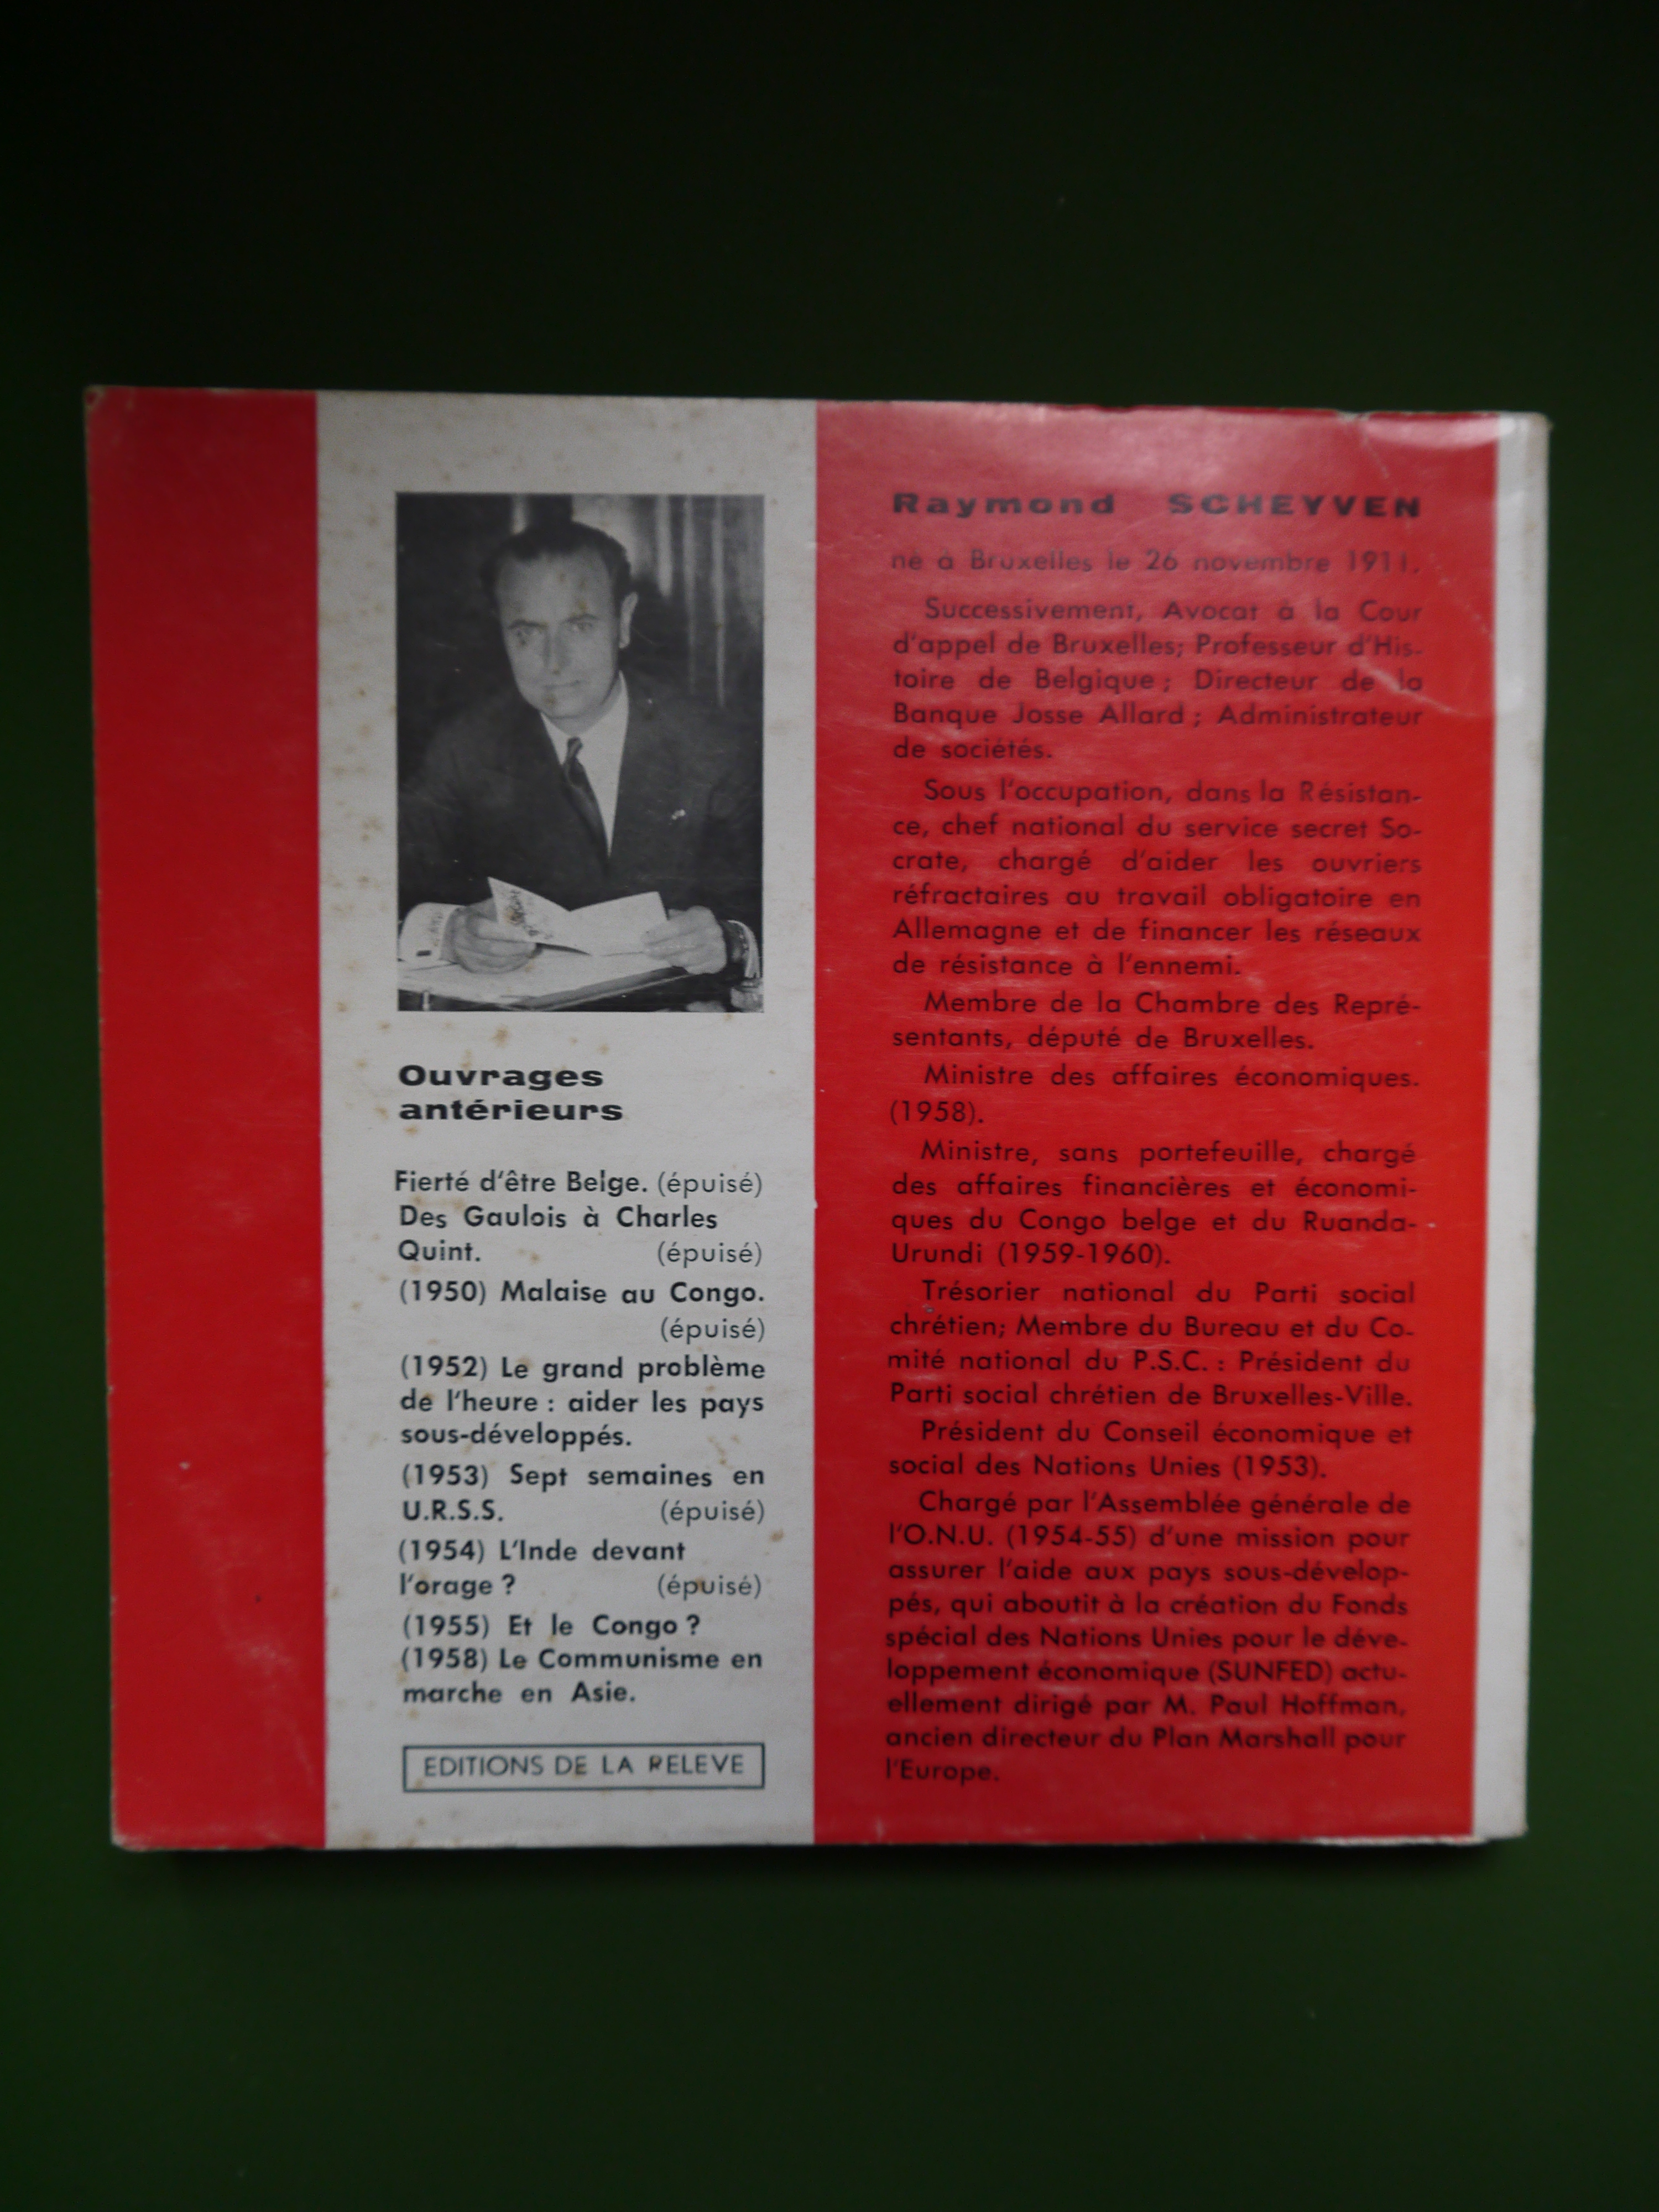 Ouvrages
antérieurs
Fierté d'être Belge. (épuisé)
Des Gaulois à Charles
Quint. (épuisé)
(1950) Malaise au Congo.
(épuisé)
(1952) Le grand problème
de l'heure : aider les pays
sous-développés.
(1953) Sept semaines en
U.R.S.S. (épuisé)
(1954) L'Inde devant
l'orage ? (épuisé)
(1955) Et le Congo ?
(1958) Le Communisme en
marche en Asie.
EDITIONS DE LA RELEVE
Raymond SCHEYVEN
né à Bruxelles le 26 novembre 1911.
Successivement, Avocat à la Cour
d'appel de Bruxelles; Professeur d'His-
toire de Belgique ; Directeur de la
Banque Josse Allard ; Administrateur
de sociétés.
Sous l'occupation, dans la Résistan-
ce, chef national du service secret So-
crate, chargé d'aider les ouvriers
réfractaires au travail obligatoire en
Allemagne et de financer les réseaux
de résistance à l'ennemi.
Membre de la Chambre des Repré-
sentants, député de Bruxelles.
Ministre des affaires économiques.
(1958).
Ministre, sans portefeuille, chargé
des affaires financières et économi-
ques du Congo belge et du Ruanda-
Urundi (1959-1960).
Trésorier national du Parti social
chrétien; Membre du Bureau et du Co-
mité national du P.S.C. : Président du
Parti social chrétien de Bruxelles-Ville.
Président du Conseil économique et
social des Nations Unies (1953).
Chargé par l'Assemblée générale de
l'O.N.U. (1954-55) d'une mission pour
assurer l'aide aux pays sous-dévelop-
pés, qui aboutit à la création du Fonds
spécial des Nations Unies pour le déve-
loppement économique (SUNFED) actu-
ellement dirigé par M. Paul Hoffman,
ancien directeur du Plan Marshall pour
l'Europe.